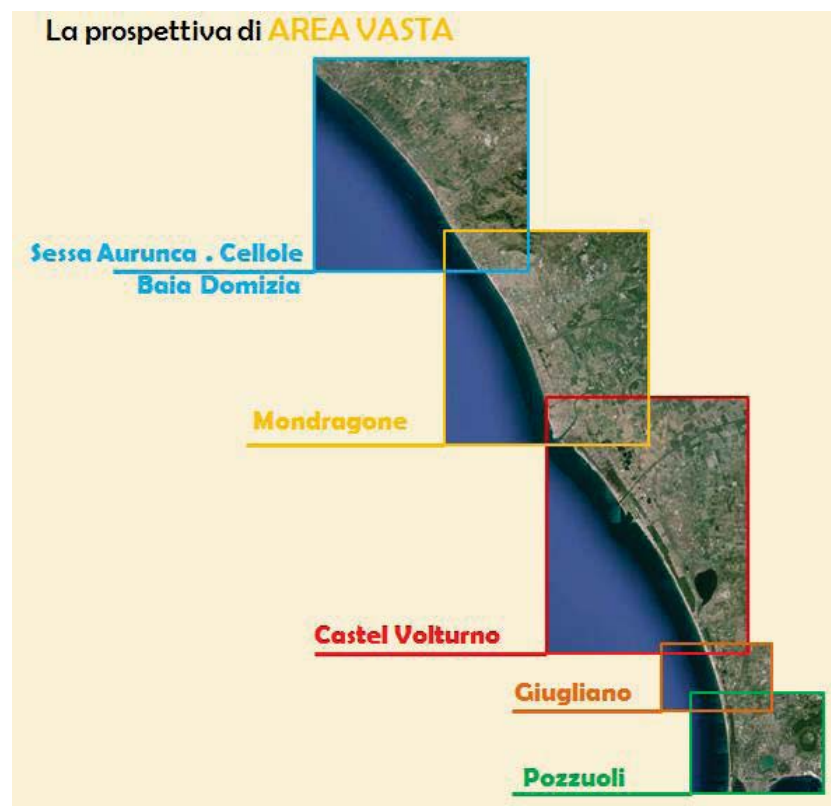 La prospettiva di AREA VASTA
Sessa Aurunca . Cellole
Baia Domizia
Mondragone
Castel Volturno
Giugliano
Pozzuoli